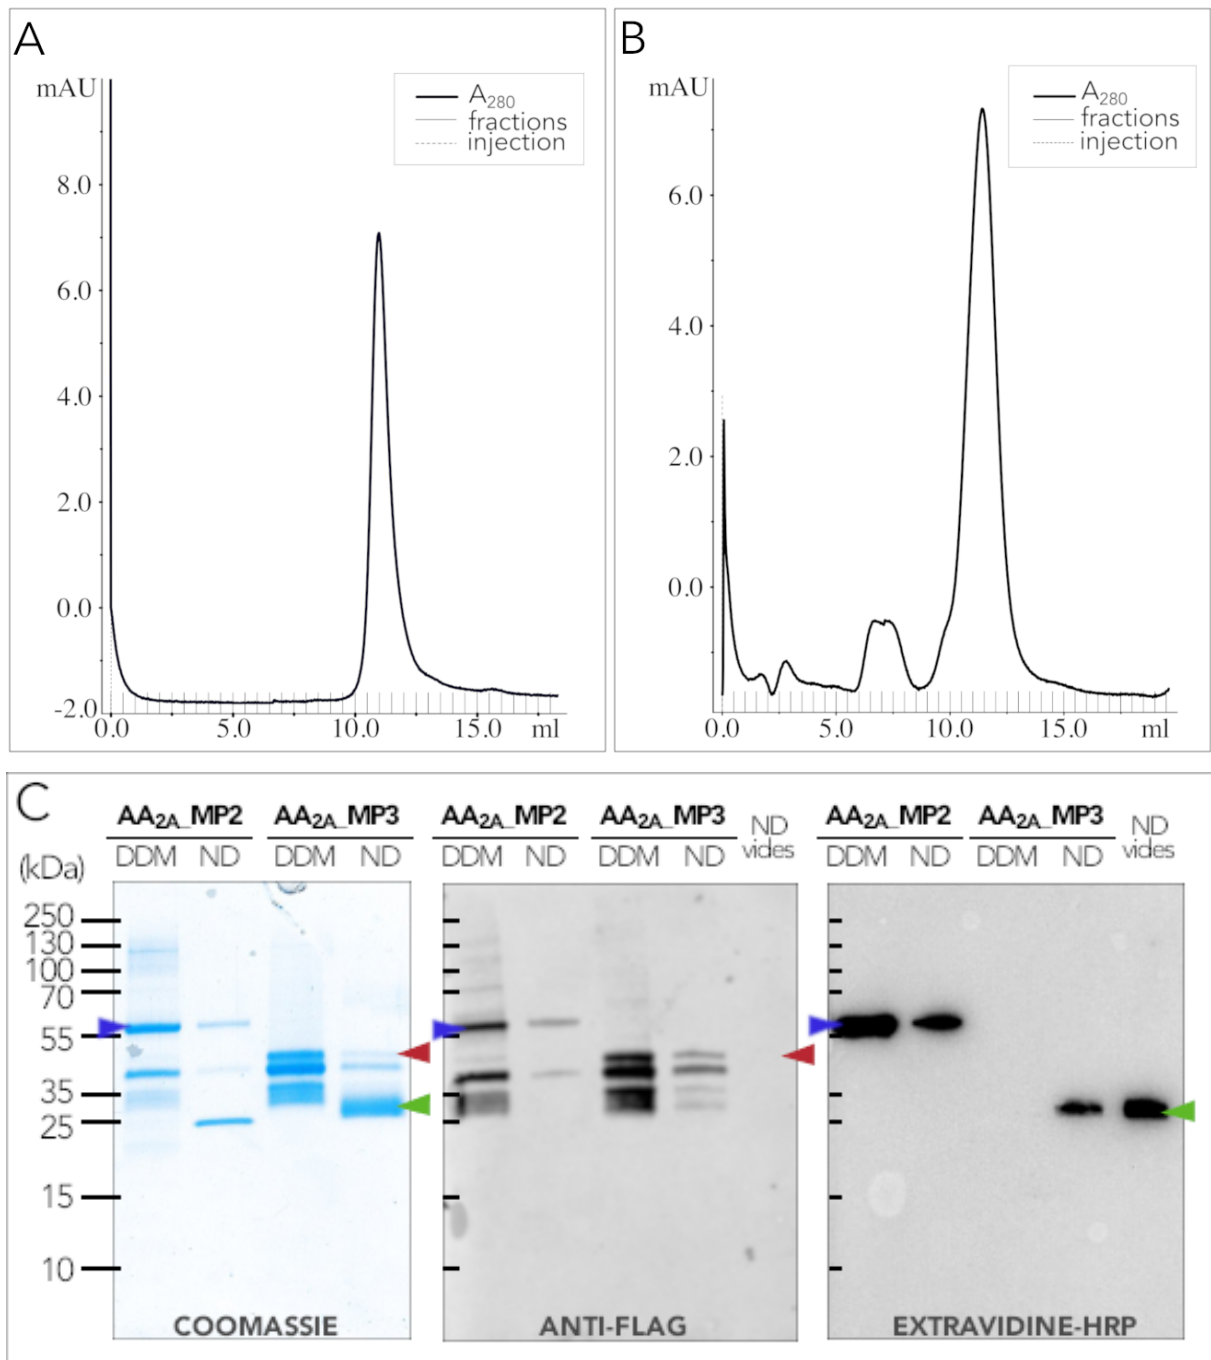 A
mAU
A280
fractions
injection
8.0
6.0
4.0
2.0
0.0
-2.0
0.0 5.0 10.0 15.0 ml
B
mAU
A280
fractions
injection
6.0
4.0
2.0
0.0
0.0 5.0 10.0 15.0 ml
C
AA2A_MP2 AA2A_MP3 AA2A_MP2 AA2A_MP3 ND vides AA2A_MP2 AA2A_MP3 ND vides
(kDa) DDM ND DDM ND DDM ND DDM ND DDM ND DDM ND
250
130
100
70
55
35
25
15
10
COOMASSIE ANTI-FLAG EXTRAVIDINE-HRP